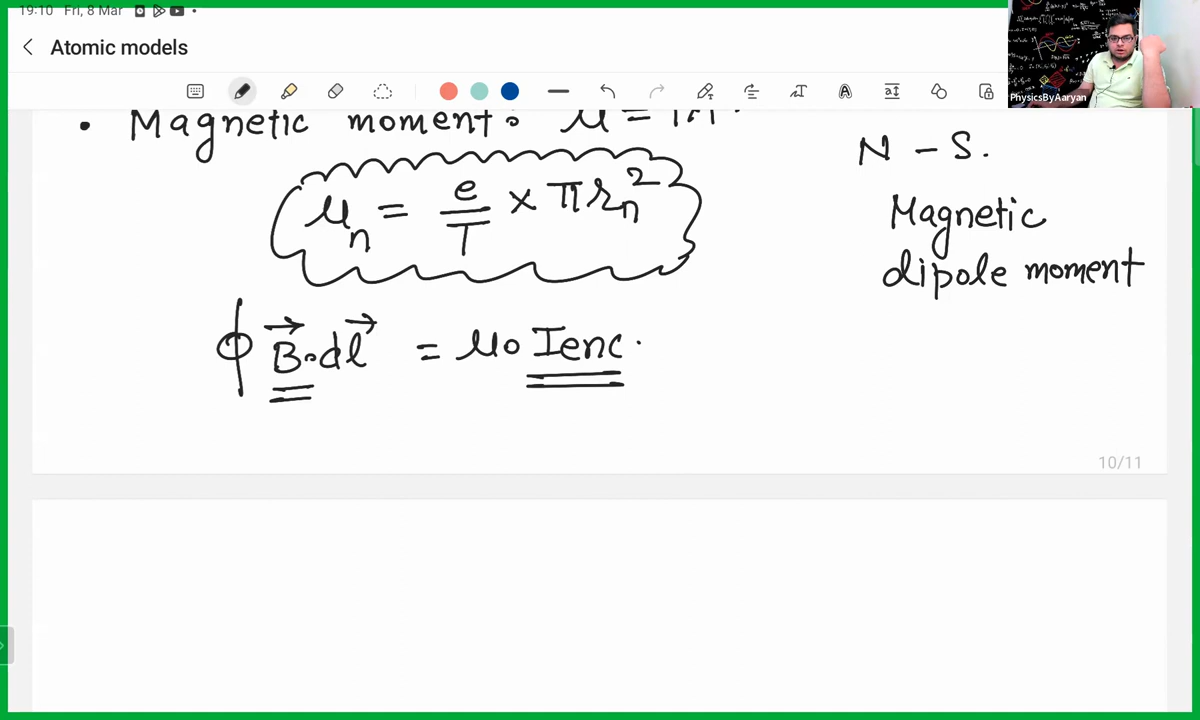 19:10 Fri, 8 Mar
Atomic models
PhysicsByAaryan
• Magnetic moment: μ = IA.
N - S.
μn = e/T × πrn²
Magnetic
dipole moment
∮ B⃗.dl⃗ = μ0 Ienc.
10/11